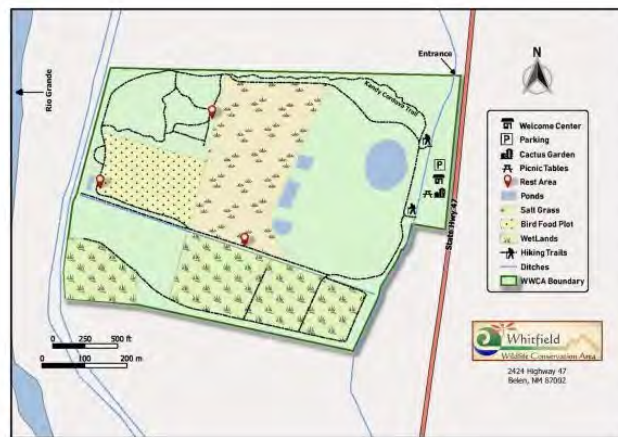 Rio Grande
Entrance
Kandy Cordova Trail
State Hwy 47
P
N
Welcome Center
P Parking
Cactus Garden
Picnic Tables
Rest Area
Ponds
Salt Grass
Bird Food Plot
WetLands
Hiking Trails
Ditches
WWCA Boundary
0 250 500 ft
0 100 200 m
Whitfield
Wildlife Conservation Area
2424 Highway 47
Belen, NM 87002